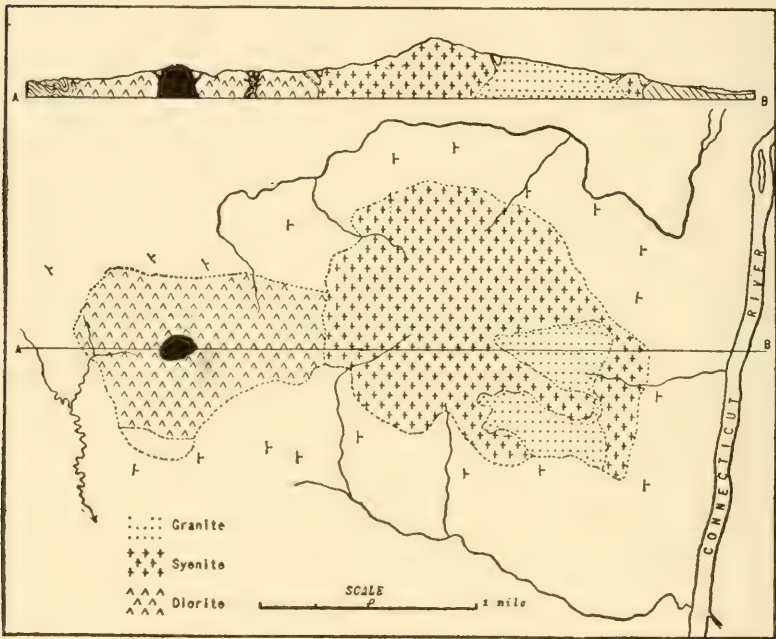 A B
A B
CONNECTICUT RIVER
Granite
Syenite
Diorite
SCALE
1 mile